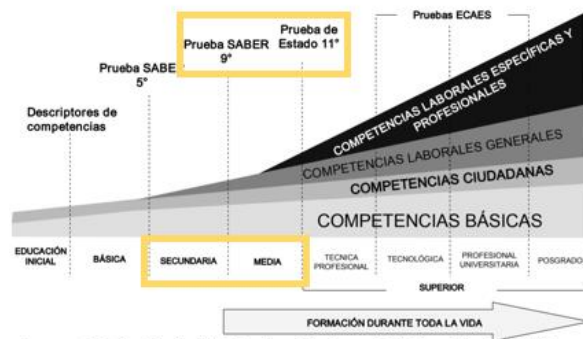 Pruebas ECAES
Prueba de
Estado 11°
Prueba SABER
9°
Prueba SABER
5°
Descriptores de
competencias
COMPETENCIAS LABORALES ESPECÍFICAS Y
PROFESIONALES
COMPETENCIAS LABORALES GENERALES
COMPETENCIAS CIUDADANAS
COMPETENCIAS BÁSICAS
EDUCACIÓN
INICIAL
BÁSICA
SECUNDARIA
MEDIA
TECNICA
PROFESIONAL
TECNOLÓGICA
PROFESIONAL
UNIVERSITARIA
POSGRADO
SUPERIOR
FORMACIÓN DURANTE TODA LA VIDA